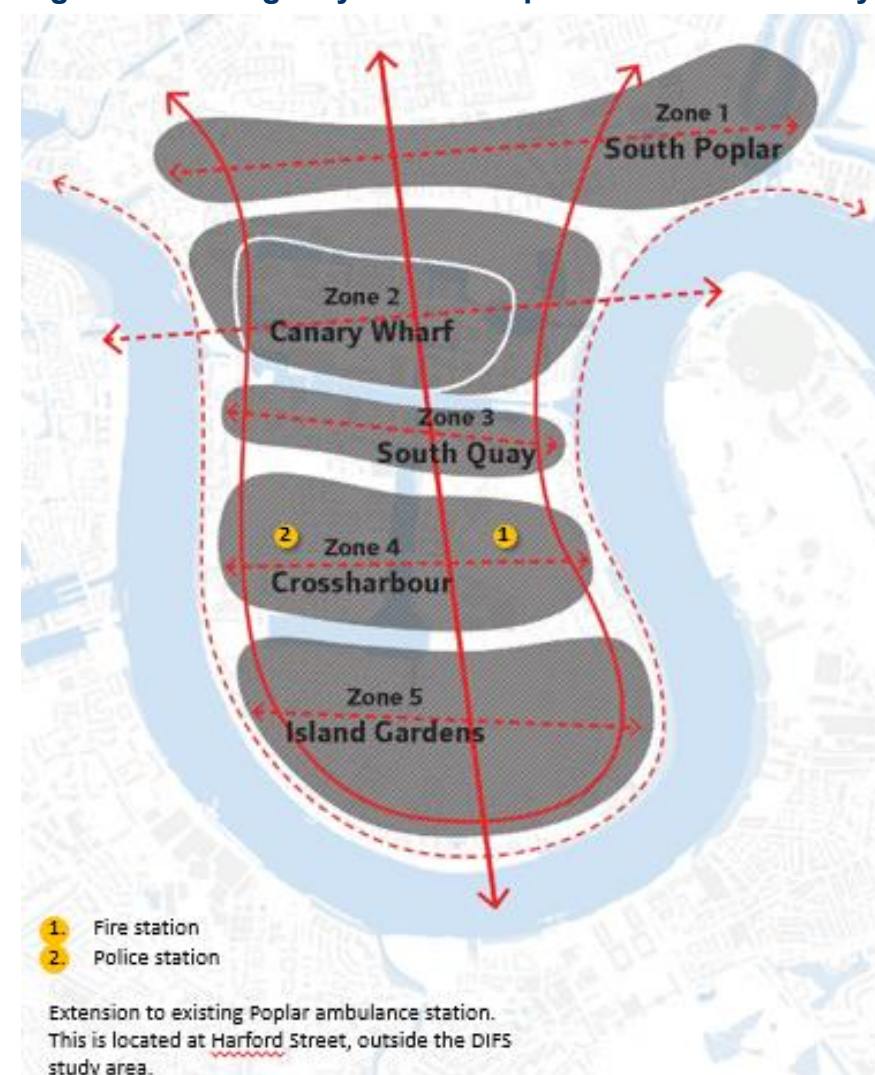 Zone 1
South Poplar
Zone 2
Canary Wharf
Zone 3
South Quay
2
1
Zone 4
Crossharbour
Zone 5
Island Gardens
1. Fire station
2. Police station
Extension to existing Poplar ambulance station.
This is located at Harford Street, outside the DIFS
study area.